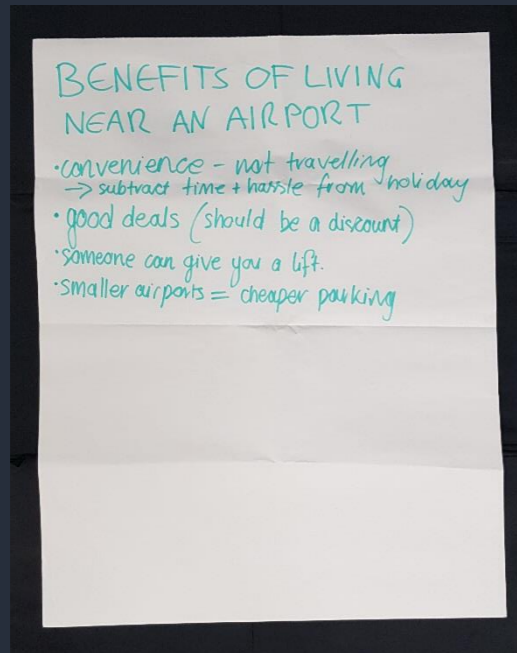 BENEFITS OF LIVING
NEAR AN AIRPORT
·convenience - not travelling
→ subtract time + hassle from holiday
·good deals (should be a discount)
·someone can give you a lift.
·smaller airports = cheaper parking